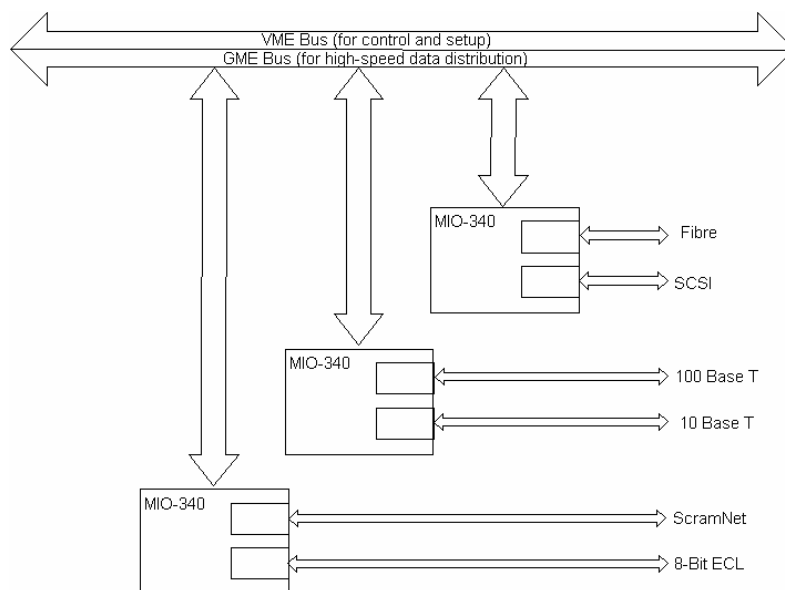 VME Bus (for control and setup)
GME Bus (for high-speed data distribution)
MIO-340
Fibre
SCSI
MIO-340
100 Base T
10 Base T
MIO-340
ScramNet
8-Bit ECL